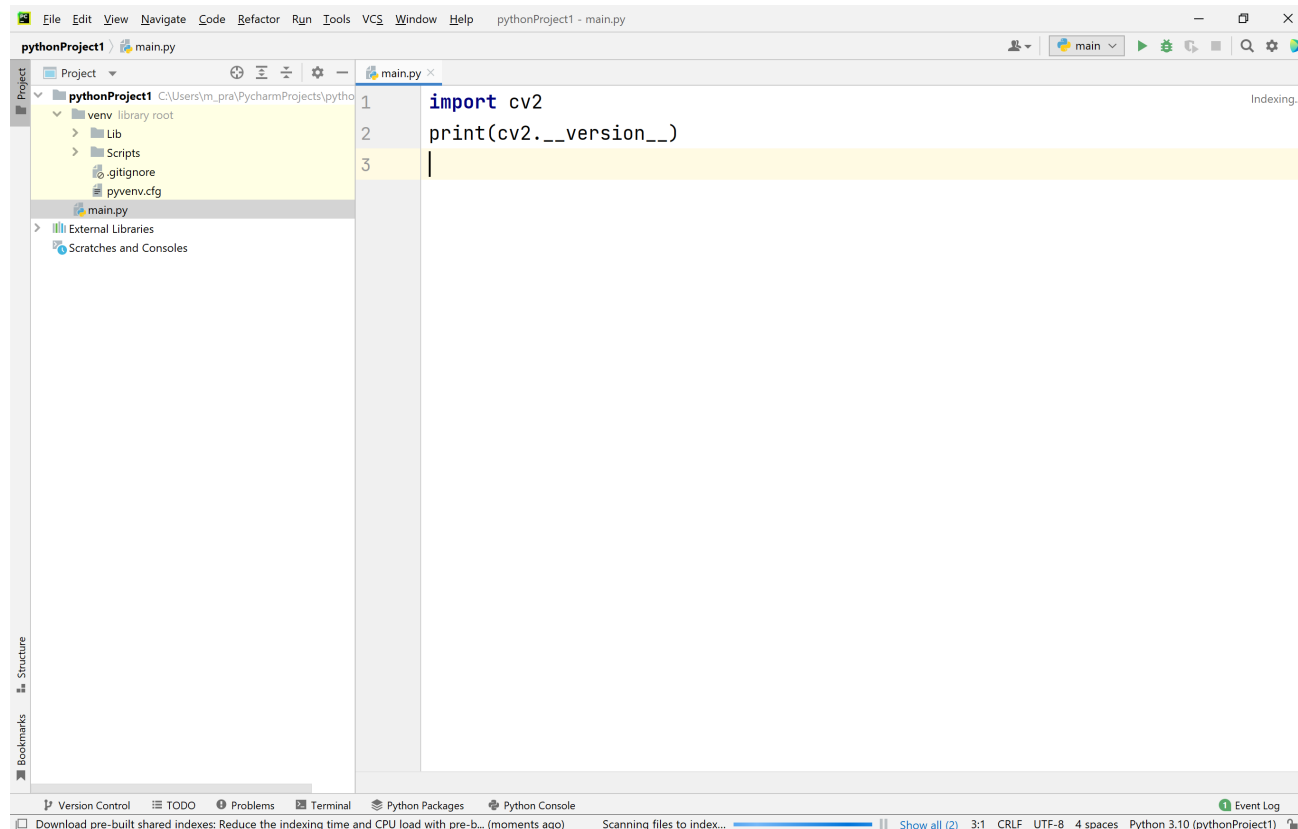 PC File Edit View Navigate Code Refactor Run Tools VCS Window Help pythonProject1 - main.py
pythonProject1 main.py main
Project main.py
Project
pythonProject1 C:\Users\m_pra\PycharmProjects\pytho
venv library root
Lib
Scripts
.gitignore
pyvenv.cfg
main.py
External Libraries
Scratches and Consoles
1 import cv2 Indexing.
2 print(cv2.__version__)
3
Structure
Bookmarks
Version Control TODO Problems Terminal Python Packages Python Console 1 Event Log
Download pre-built shared indexes: Reduce the indexing time and CPU load with pre-b... (moments ago) Scanning files to index... Show all (2) 3:1 CRLF UTF-8 4 spaces Python 3.10 (pythonProject1)